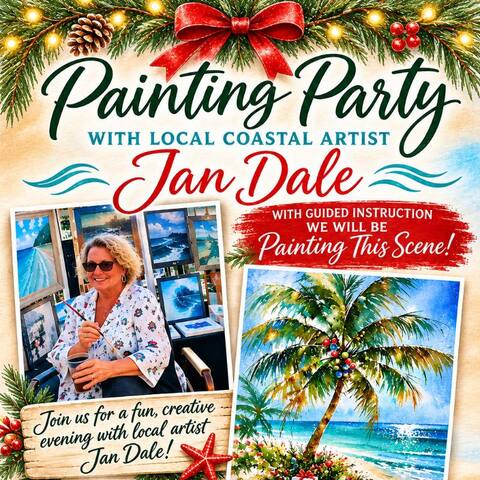 Painting Party
WITH LOCAL COASTAL ARTIST
Jan Dale
WITH GUIDED INSTRUCTION
WE WILL BE
Painting This Scene!
Join us for a fun, creative
evening with local artist
Jan Dale!